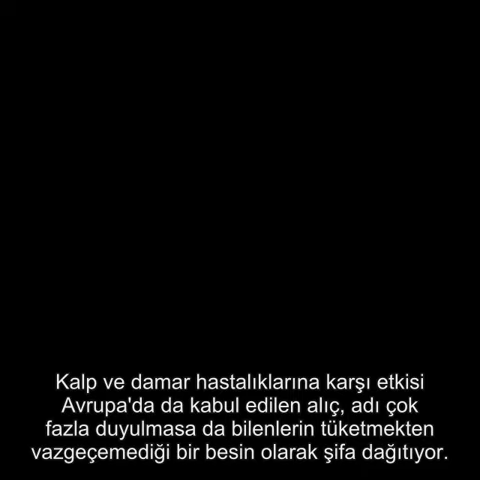 Kalp ve damar hastalıklarına karşı etkisi
Avrupa'da da kabul edilen alıç, adı çok
fazla duyulmasa da bilenlerin tüketmekten
vazgeçemediği bir besin olarak şifa dağıtıyor.